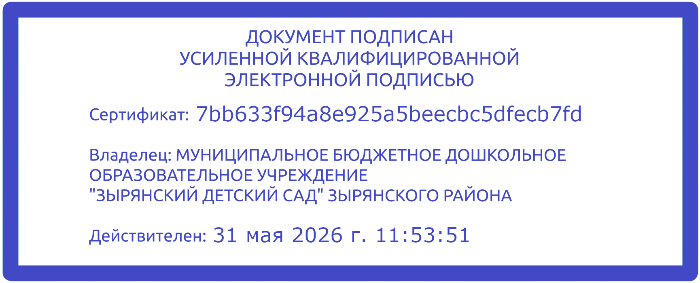 ДОКУМЕНТ ПОДПИСАН
УСИЛЕННОЙ КВАЛИФИЦИРОВАННОЙ
ЭЛЕКТРОННОЙ ПОДПИСЬЮ
Сертификат: 7bb633f94a8e925a5beecbc5dfecb7fd
Владелец: МУНИЦИПАЛЬНОЕ БЮДЖЕТНОЕ ДОШКОЛЬНОЕ
ОБРАЗОВАТЕЛЬНОЕ УЧРЕЖДЕНИЕ
"ЗЫРЯНСКИЙ ДЕТСКИЙ САД" ЗЫРЯНСКОГО РАЙОНА
Действителен: 31 мая 2026 г. 11:53:51